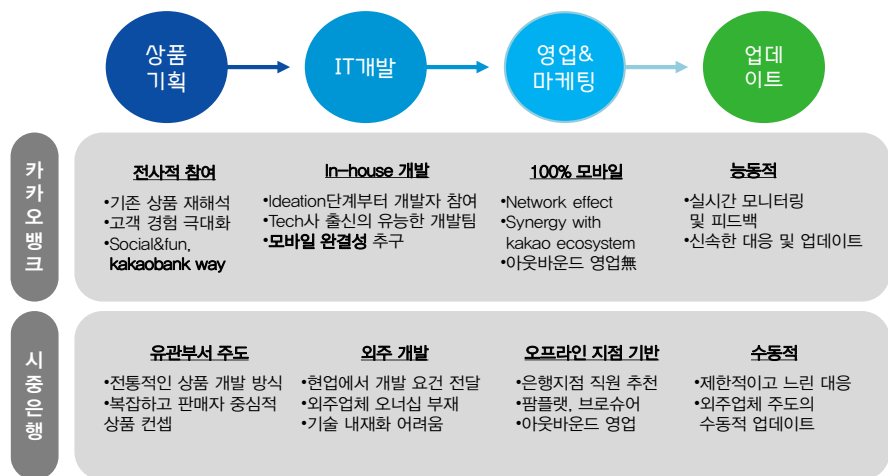 상품
기획
IT개발
영업&
마케팅
업데
이트
카카오뱅크
전사적 참여
•기존 상품 재해석
•고객 경험 극대화
•Social&fun,
kakaobank way
In-house 개발
•Ideation단계부터 개발자 참여
•Tech사 출신의 유능한 개발팀
•모바일 완결성 추구
100% 모바일
•Network effect
•Synergy with
kakao ecosystem
•아웃바운드 영업無
능동적
•실시간 모니터링
및 피드백
•신속한 대응 및 업데이트
시중은행
유관부서 주도
•전통적인 상품 개발 방식
•복잡하고 판매자 중심적
상품 컨셉
외주 개발
•현업에서 개발 요건 전달
•외주업체 오너십 부재
•기술 내재화 어려움
오프라인 지점 기반
•은행지점 직원 추천
•팜플랫, 브로슈어
•아웃바운드 영업
수동적
•제한적이고 느린 대응
•외주업체 주도의
수동적 업데이트